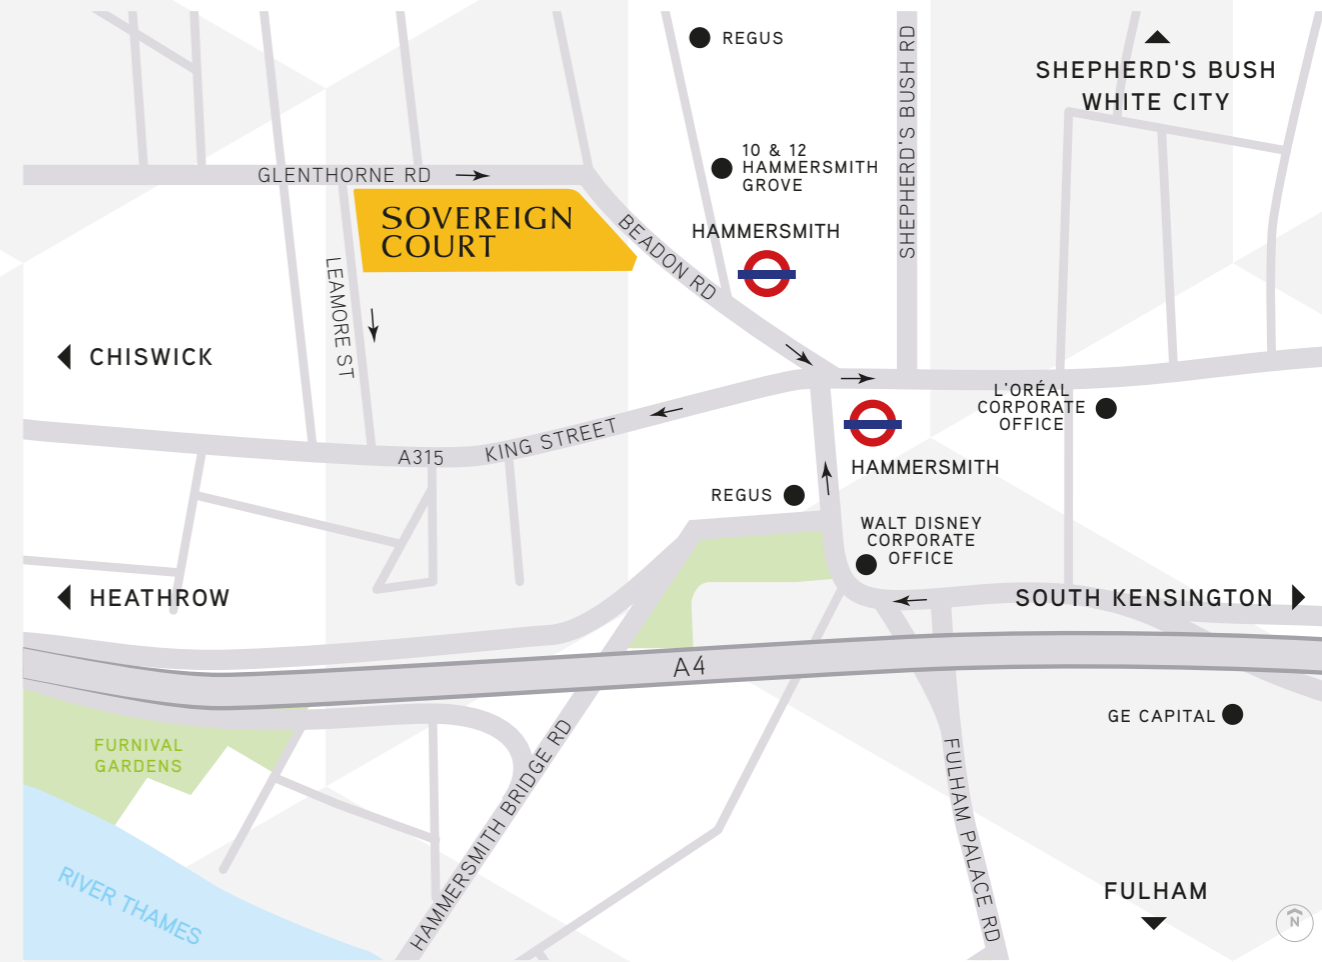 REGUS
SHEPHERD'S BUSH RD
SHEPHERD'S BUSH
WHITE CITY
10 & 12
HAMMERSMITH
GROVE
GLENTHORNE RD
SOVEREIGN
COURT
BEADON RD
HAMMERSMITH
LEAMORE ST
CHISWICK
L'ORÉAL
CORPORATE
OFFICE
A315
KING STREET
HAMMERSMITH
REGUS
WALT DISNEY
CORPORATE
OFFICE
HEATHROW
SOUTH KENSINGTON
A4
GE CAPITAL
FURNIVAL
GARDENS
HAMMERSMITH BRIDGE RD
FULHAM PALACE RD
RIVER THAMES
FULHAM
N